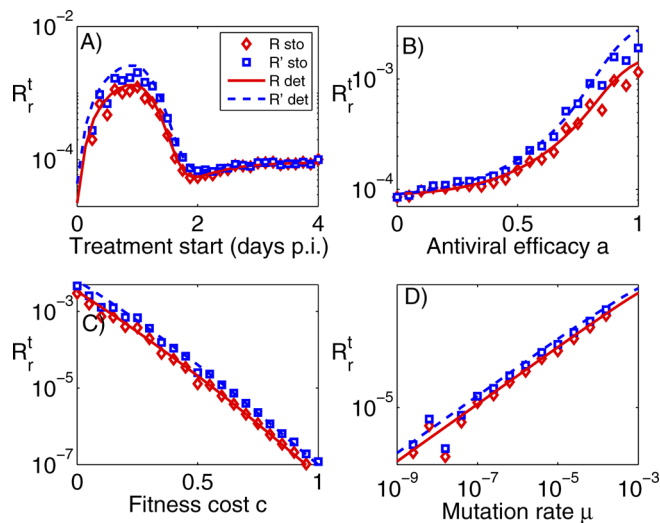 10^-2
A)
R_r^t
10^-4
0 2 4
Treatment start (days p.i.)
R sto
R' sto
R det
R' det
B)
10^-3
R_r^t
10^-4
0 0.5 1
Antiviral efficacy a
10^-3
R_r^t
C)
10^-5
10^-7
0 0.5 1
Fitness cost c
D)
R_r^t
10^-5
10^-9 10^-7 10^-5 10^-3
Mutation rate μ